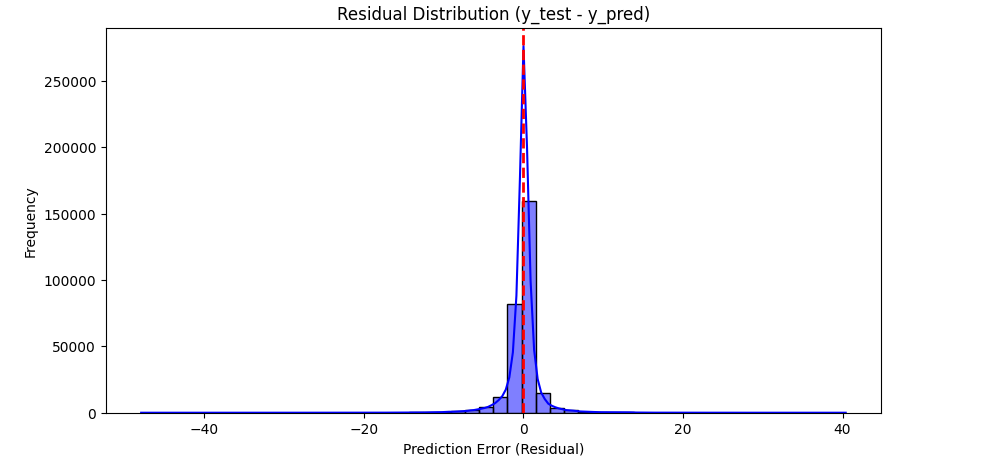 Residual Distribution (y_test - y_pred)
Frequency
250000
200000
150000
100000
50000
0
−40 −20 0 20 40
Prediction Error (Residual)